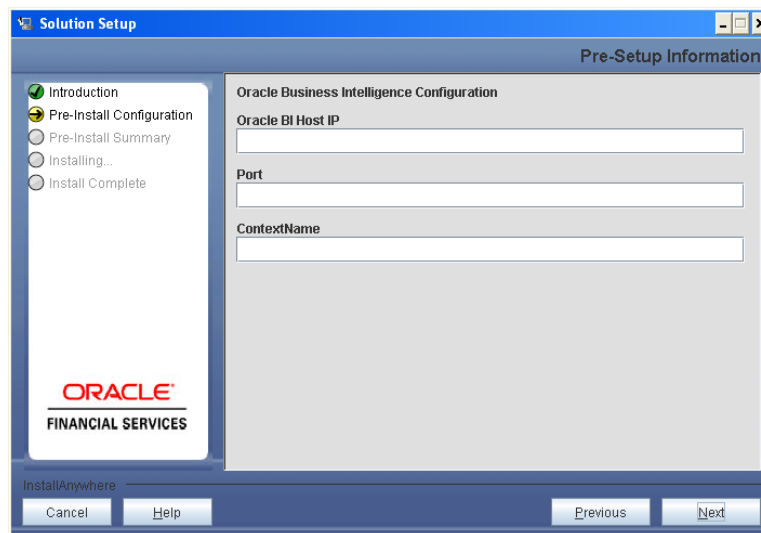 Solution Setup
Pre-Setup Information
Introduction
Pre-Install Configuration
Pre-Install Summary
Installing...
Install Complete
ORACLE
FINANCIAL SERVICES
Oracle Business Intelligence Configuration
Oracle BI Host IP
Port
ContextName
InstallAnywhere
Cancel
Help
Previous
Next